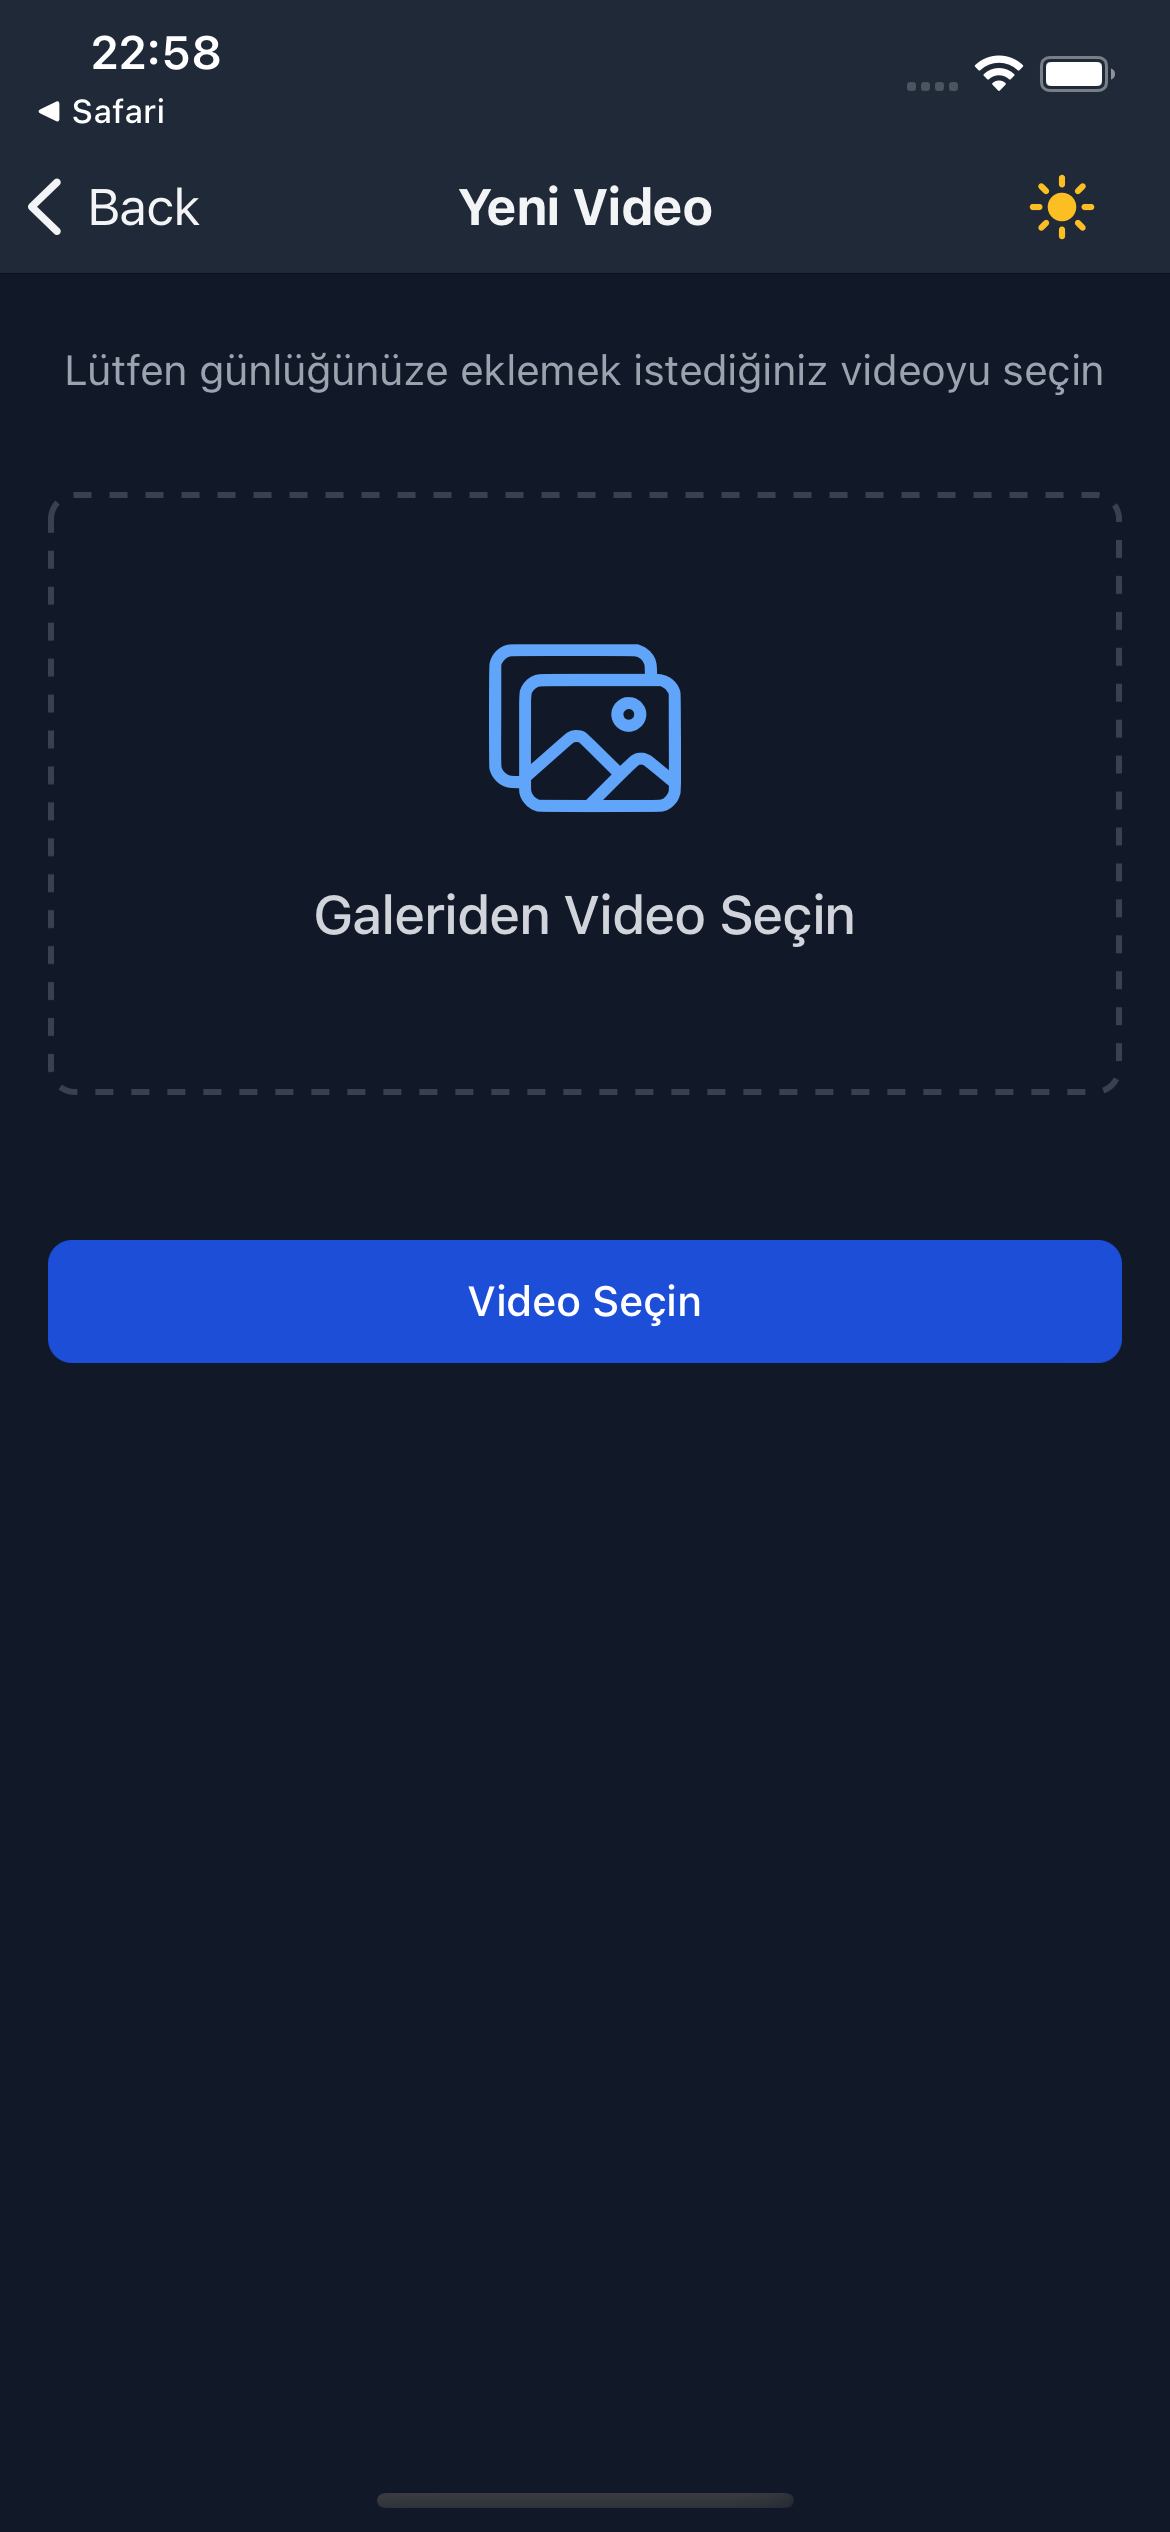 22:58
Safari
Back
Yeni Video
Lütfen günlüğünüze eklemek istediğiniz videoyu seçin
Galeriden Video Seçin
Video Seçin